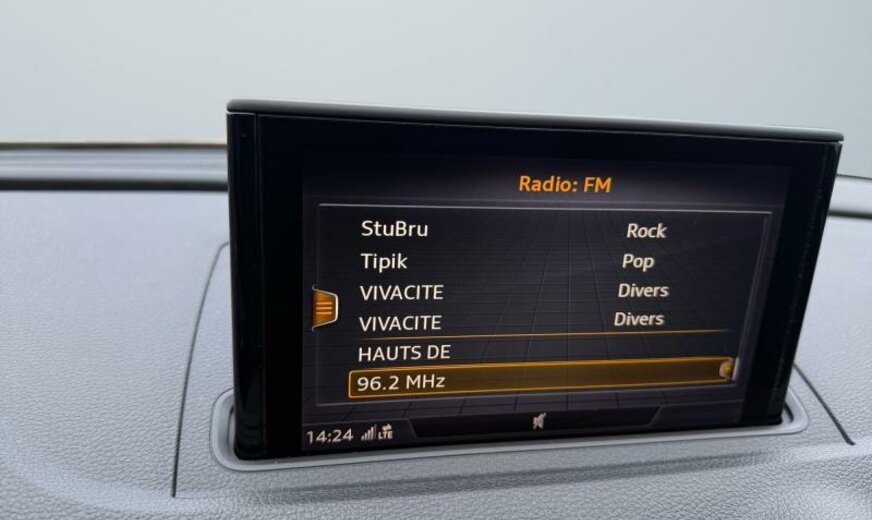 Radio: FM
StuBru Rock
Tipik Pop
VIVACITE Divers
VIVACITE Divers
HAUTS DE
96.2 MHz
14:24 LTE